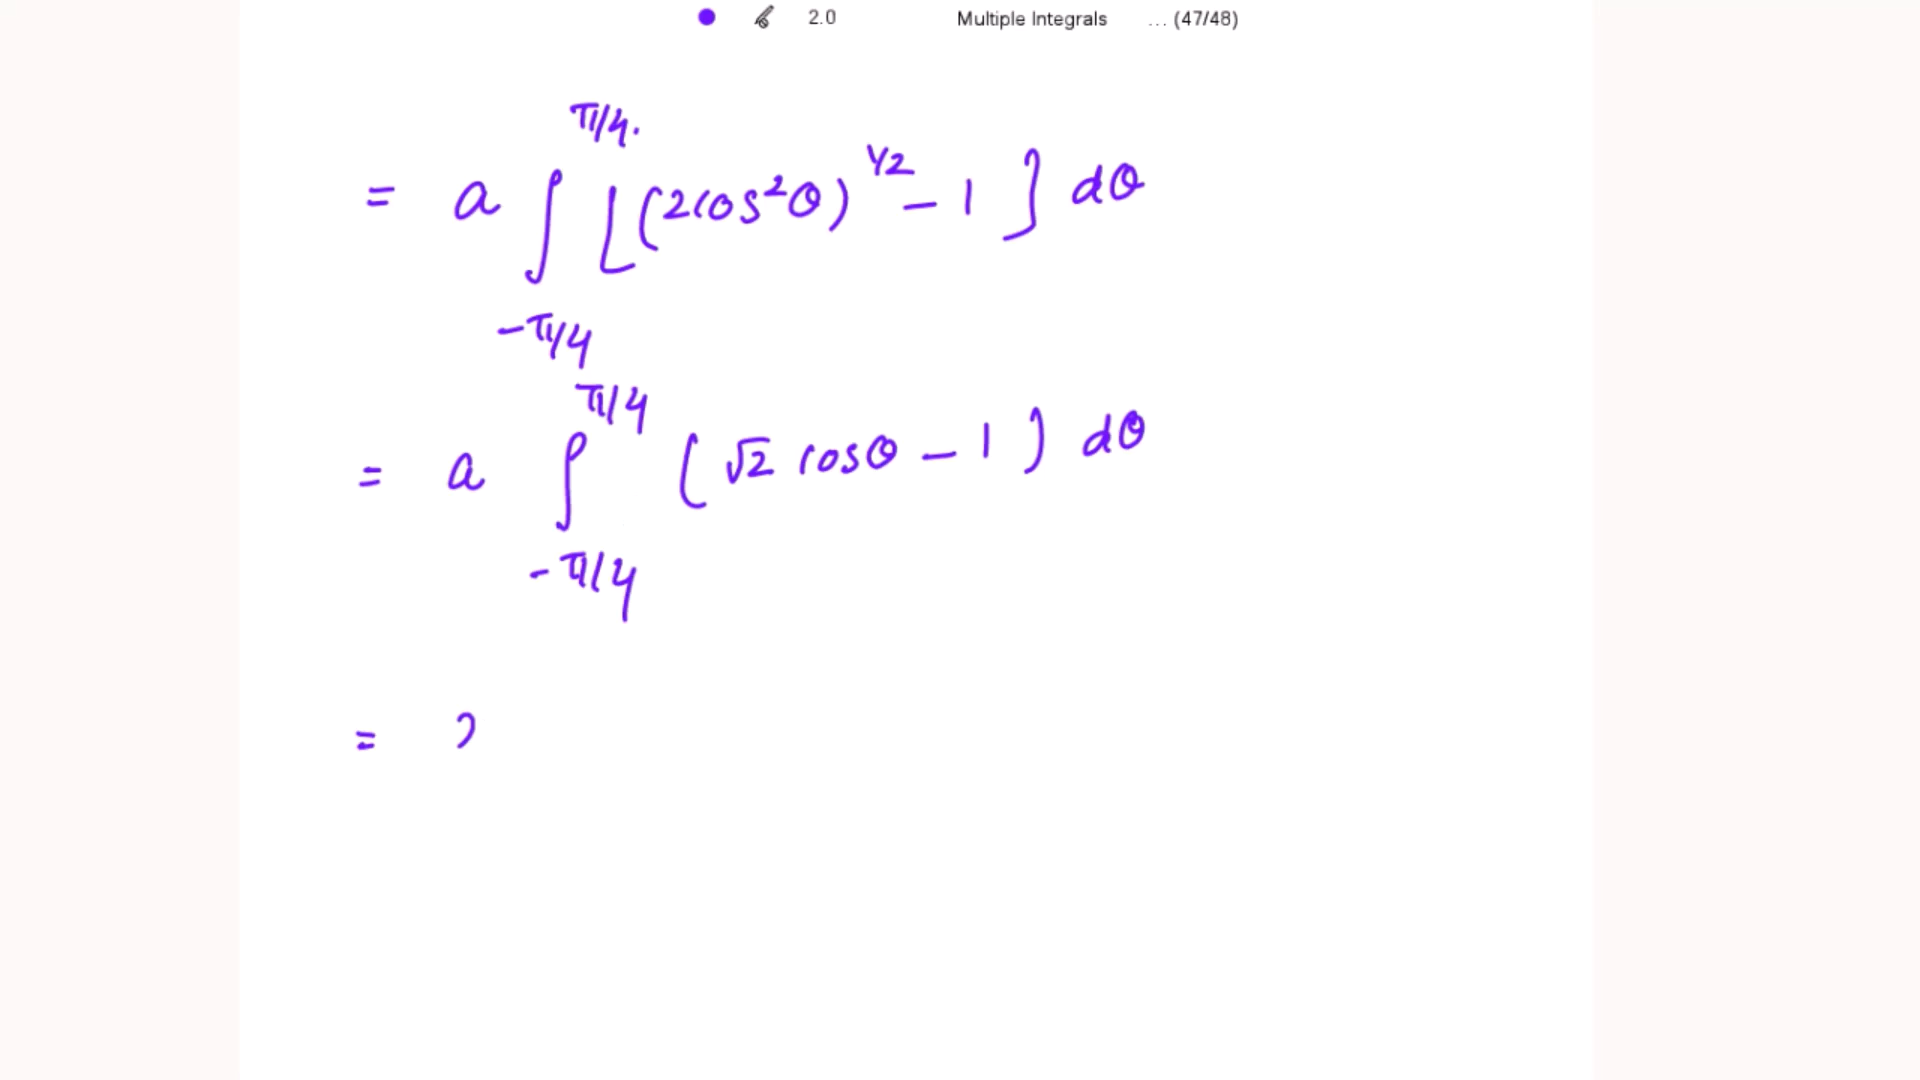 2.0 Multiple Integrals ... (47/48)
= a ∫_{-π/4}^{π/4.} [(2cos²θ)^{1/2} - 1] dθ
= a ∫_{-π/4}^{π/4} (√2 cosθ - 1) dθ
= 2